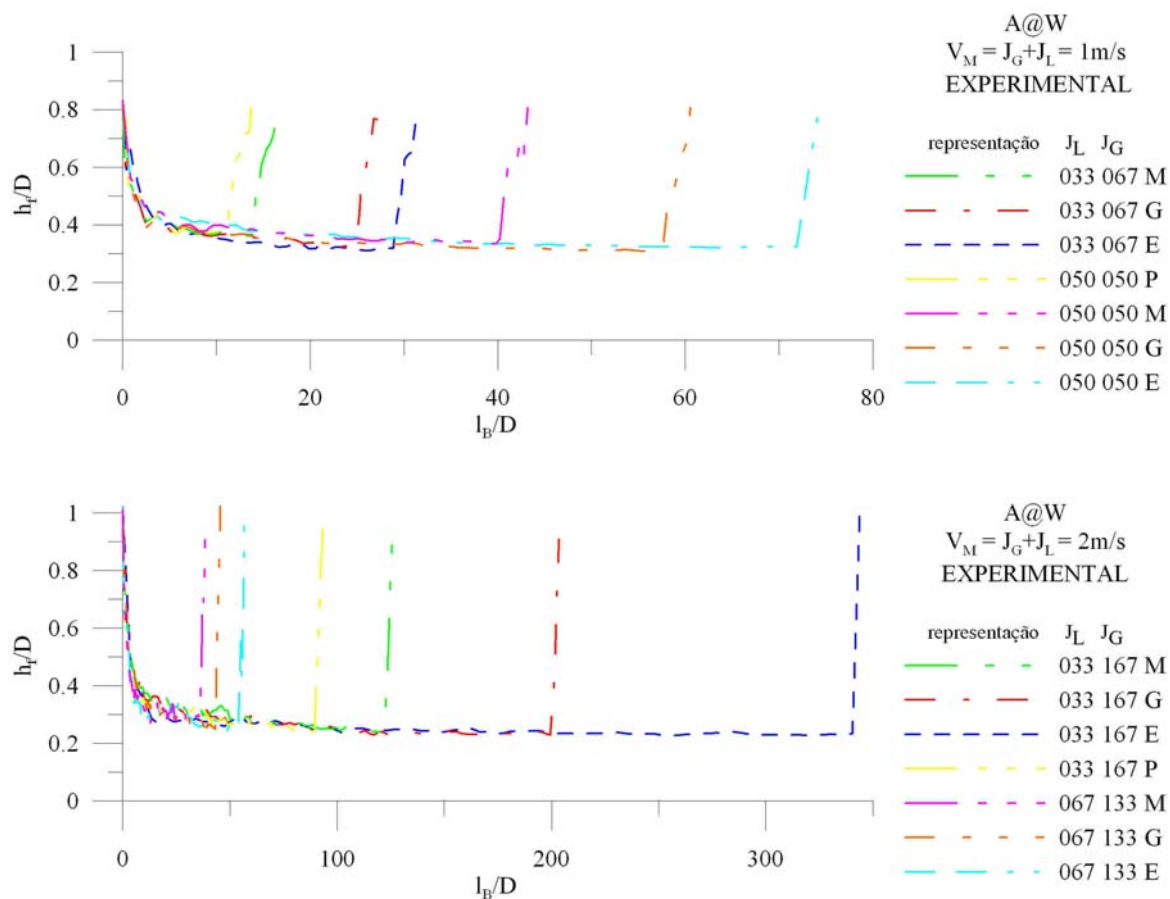 A@W
V_M = J_G+J_L = 1m/s
EXPERIMENTAL
representação J_L J_G
033 067 M
033 067 G
033 067 E
050 050 P
050 050 M
050 050 G
050 050 E
h_f/D
1
0.8
0.6
0.4
0.2
0
0 20 40 60 80
l_B/D
A@W
V_M = J_G+J_L = 2m/s
EXPERIMENTAL
representação J_L J_G
033 167 M
033 167 G
033 167 E
033 167 P
067 133 M
067 133 G
067 133 E
h_f/D
1
0.8
0.6
0.4
0.2
0
0 100 200 300
l_B/D